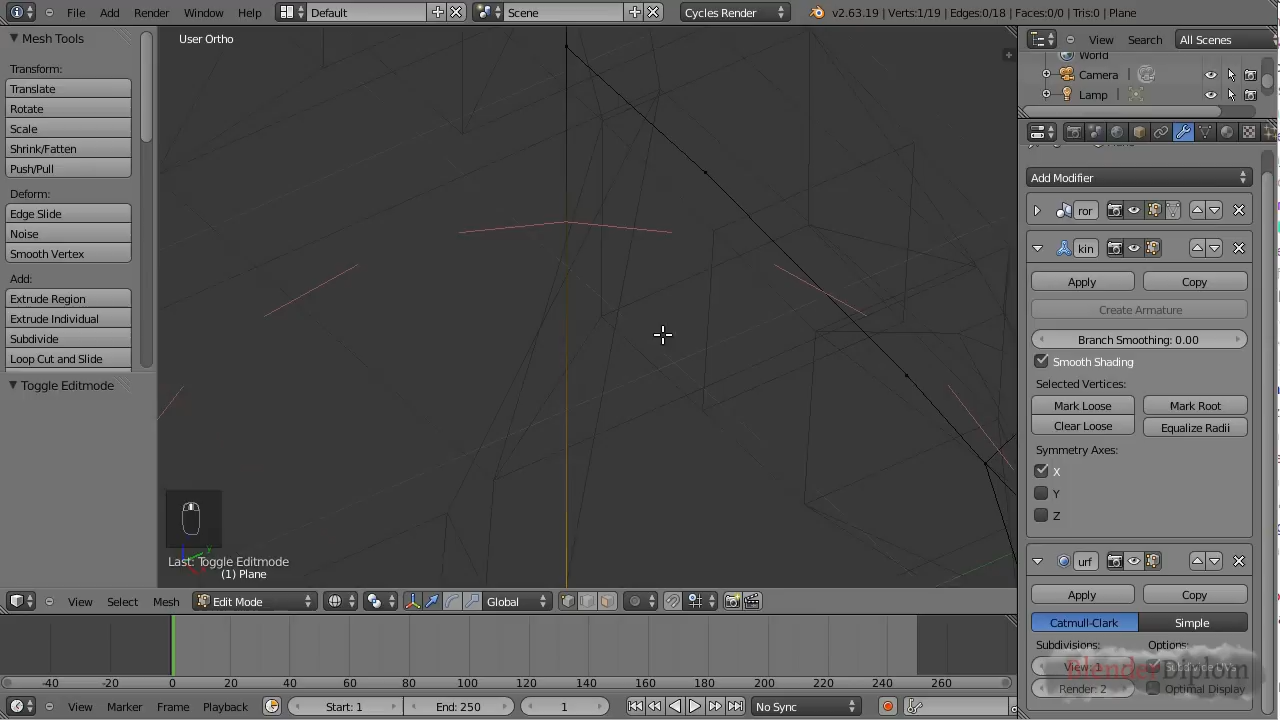 File Add Render Window Help Default Scene Cycles Render v2.63.19 | Verts:1/19 | Edges:0/18 | Faces:0/0 | Tris:0 | Plane
Mesh Tools
Transform:
Translate
Rotate
Scale
Shrink/Fatten
Push/Pull
Deform:
Edge Slide
Noise
Smooth Vertex
Add:
Extrude Region
Extrude Individual
Subdivide
Loop Cut and Slide
Toggle Editmode
User Ortho
Last: Toggle Editmode
(1) Plane
View Select Mesh Edit Mode Global
-40 -20 0 20 40 60 80 100 120 140 160 180 200 220 240 260
View Marker Frame Playback Start: 1 End: 250 1 No Sync
View Search All Scenes
World
Camera
Lamp
Add Modifier
ror
kin
Apply Copy
Create Armature
Branch Smoothing: 0.00
Smooth Shading
Selected Vertices:
Mark Loose Mark Root
Clear Loose Equalize Radii
Symmetry Axes:
X
Y
Z
urf
Apply Copy
Catmull-Clark Simple
Subdivisions: Options:
View: 1 Subdivide UVs
Render: 2 Optimal Display
BlenderDiplom